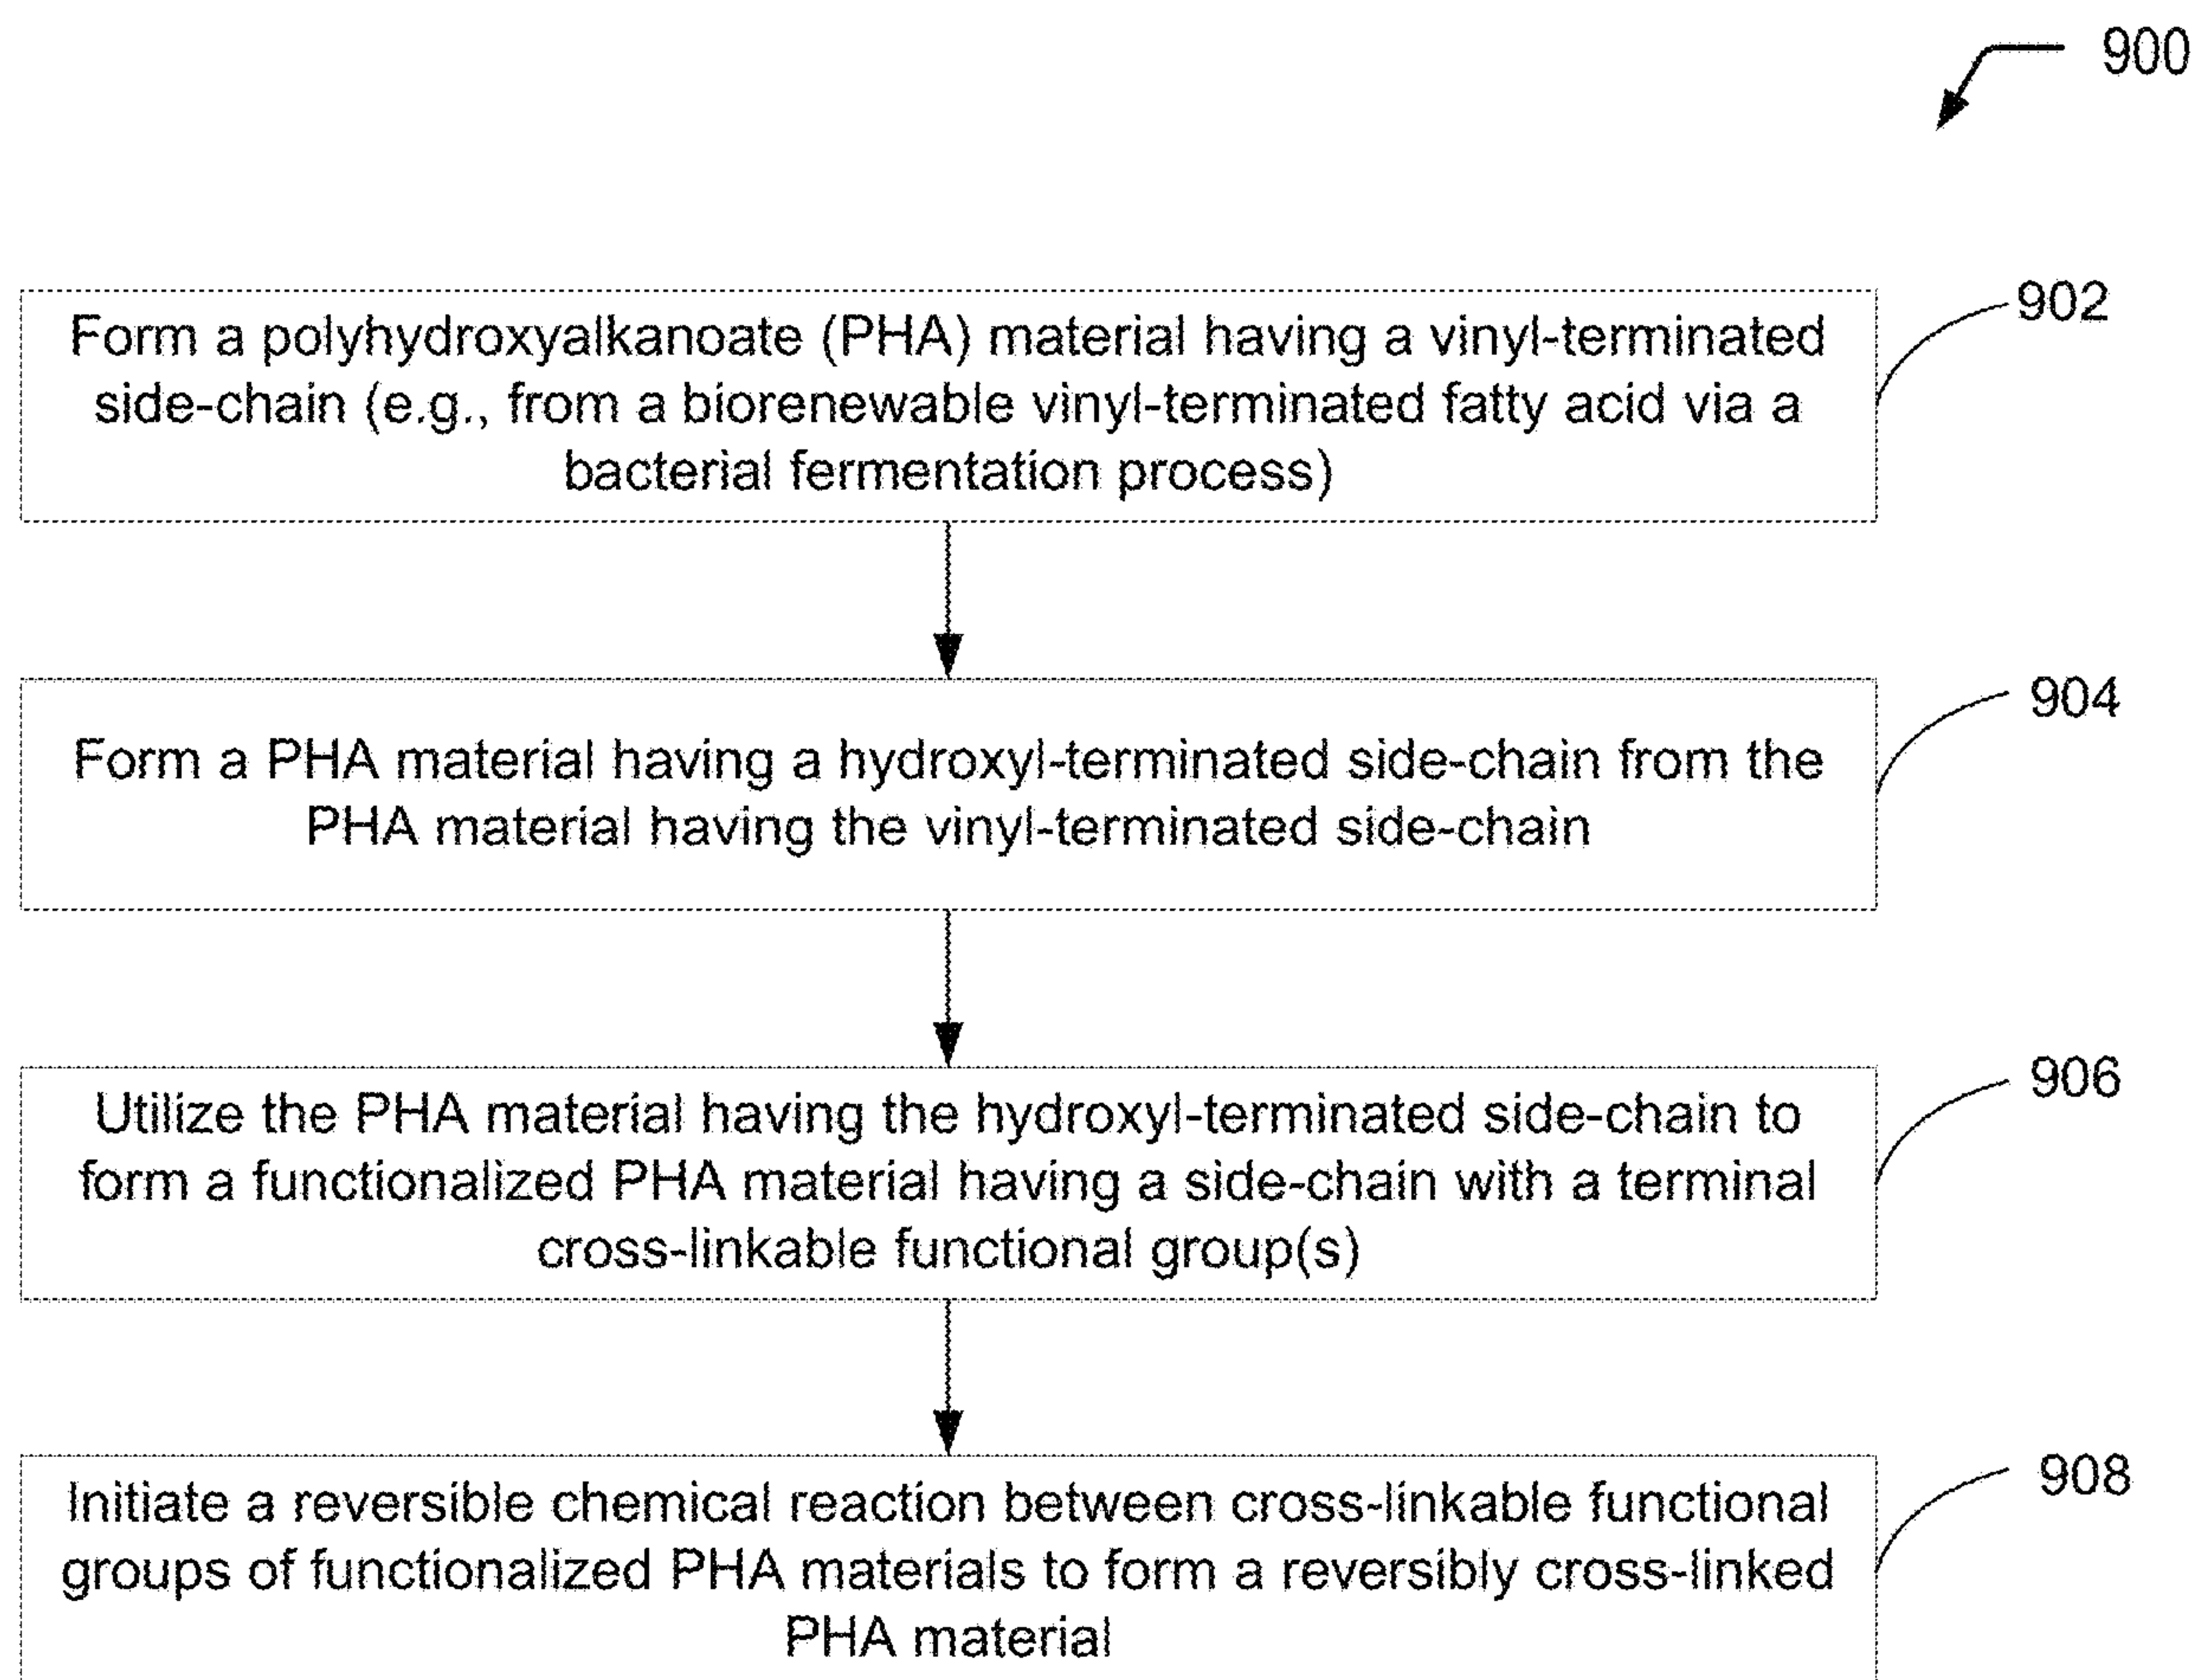 900
902
Form a polyhydroxyalkanoate (PHA) material having a vinyl-terminated
side-chain (e.g., from a biorenewable vinyl-terminated fatty acid via a
bacterial fermentation process)
904
Form a PHA material having a hydroxyl-terminated side-chain from the
PHA material having the vinyl-terminated side-chain
906
Utilize the PHA material having the hydroxyl-terminated side-chain to
form a functionalized PHA material having a side-chain with a terminal
cross-linkable functional group(s)
908
Initiate a reversible chemical reaction between cross-linkable functional
groups of functionalized PHA materials to form a reversibly cross-linked
PHA material